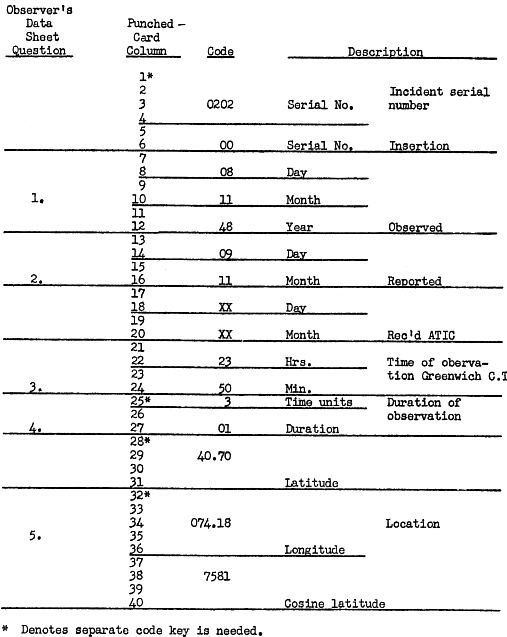 Observer's
Data
Sheet
Question
Punched-
Card
Column
Code
Description
1*
2
3 0202 Serial No. Incident serial number
4
5
6 00 Serial No. Insertion
7
8 08 Day
9
1. 10 11 Month
11
12 48 Year Observed
13
14 09 Day
15
2. 16 11 Month Reported
17
18 XX Day
19
20 XX Month Rec'd ATIC
21
22 23 Hrs. Time of oberva-
23 tion Greenwich C.T
3. 24 50 Min.
25* 3 Time units Duration of
26 observation
4. 27 01 Duration
28*
29 40.70
30
31 Latitude
32*
33
34 074.18 Location
5. 35
36 Longitude
37
38 7581
39
40 Cosine latitude
* Denotes separate code key is needed.